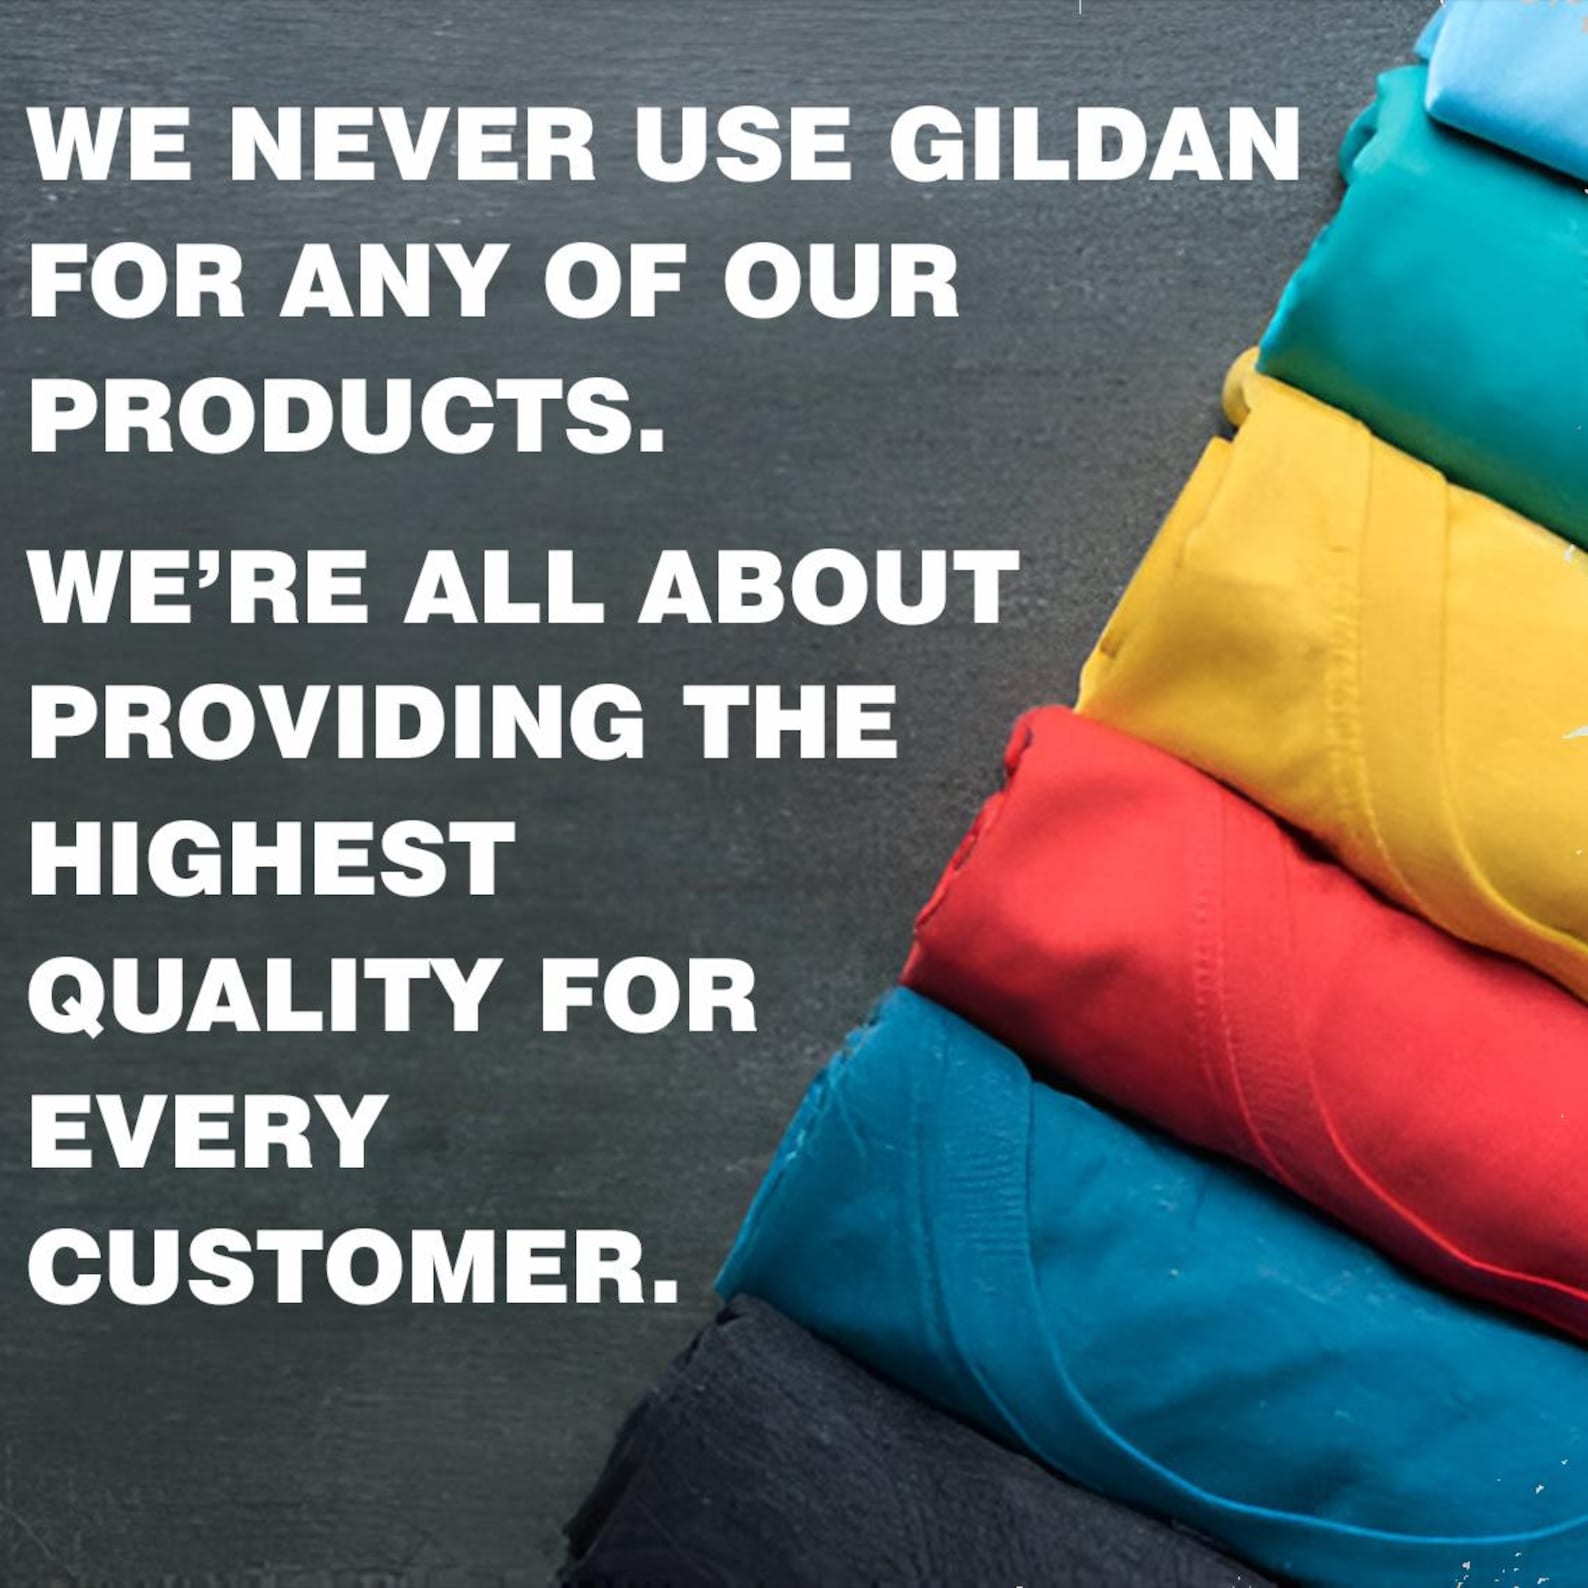 WE NEVER USE GILDAN
FOR ANY OF OUR
PRODUCTS.
WE’RE ALL ABOUT
PROVIDING THE
HIGHEST
QUALITY FOR
EVERY
CUSTOMER.